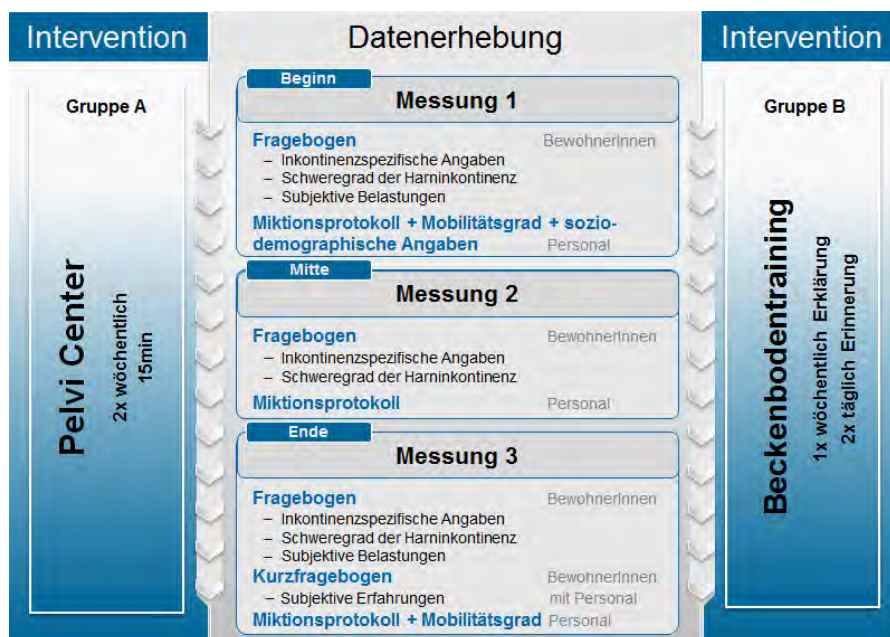 Intervention
Datenerhebung
Intervention
Gruppe A
Pelvi Center
2x wöchentlich
15min
Beginn
Messung 1
Fragebogen BewohnerInnen
– Inkontinenzspezifische Angaben
– Schweregrad der Harninkontinenz
– Subjektive Belastungen
Miktionsprotokoll + Mobilitätsgrad + sozio-
demographische Angaben Personal
Mitte
Messung 2
Fragebogen BewohnerInnen
– Inkontinenzspezifische Angaben
– Schweregrad der Harninkontinenz
Miktionsprotokoll Personal
Ende
Messung 3
Fragebogen BewohnerInnen
– Inkontinenzspezifische Angaben
– Schweregrad der Harninkontinenz
– Subjektive Belastungen
Kurzfragebogen BewohnerInnen
– Subjektive Erfahrungen mit Personal
Miktionsprotokoll + Mobilitätsgrad Personal
Gruppe B
Beckenbodentraining
1x wöchentlich Erklärung
2x täglich Erinnerung